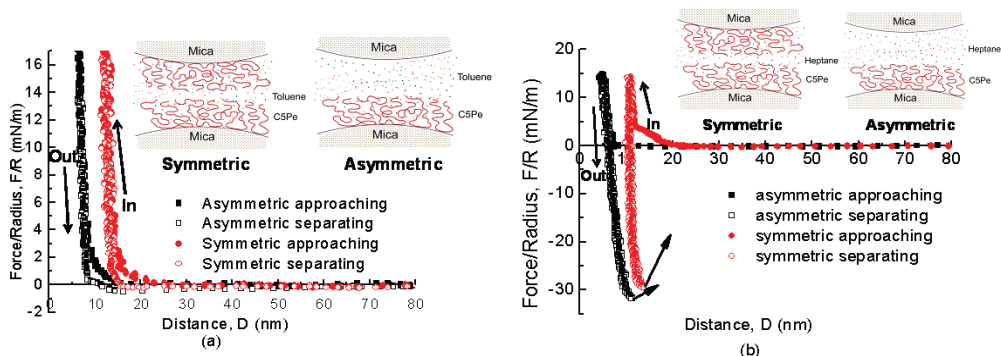 Mica
Toluene
C5Pe
Mica
Symmetric
Mica
Toluene
C5Pe
Mica
Asymmetric
Out
In
Asymmetric approaching
Asymmetric separating
Symmetric approaching
Symmetric separating
Force/Radius, F/R (mN/m)
16
14
12
10
8
6
4
2
0
-2
0 10 20 30 40 50 60 70 80
Distance, D (nm)
(a)
(b)
Mica
Heptane
C5Pe
Mica
Symmetric
Mica
Heptane
C5Pe
Mica
Asymmetric
In
Out
asymmetric approaching
asymmetric separating
symmetric approaching
symmetric separating
Force/Radius, F/R (mN/m)
20
10
0
-10
-20
-30
10 20 30 40 50 60 70 80
Distance, D (nm)
(b)